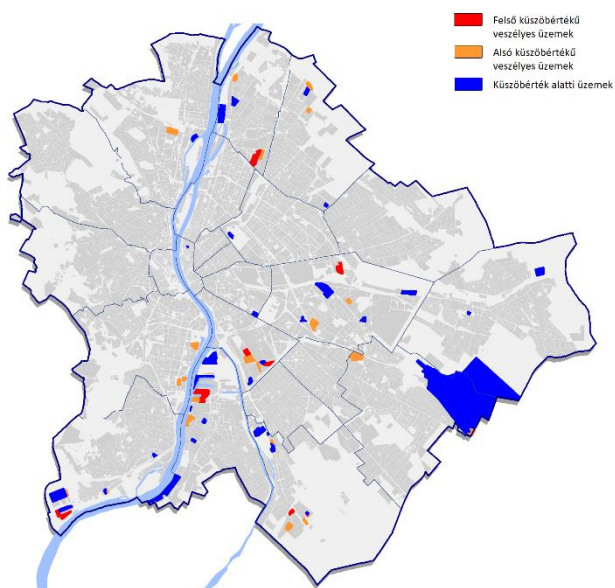 Felső küszöbértékű
veszélyes üzemek
Alsó küszöbértékű
veszélyes üzemek
Küszöbérték alatti üzemek